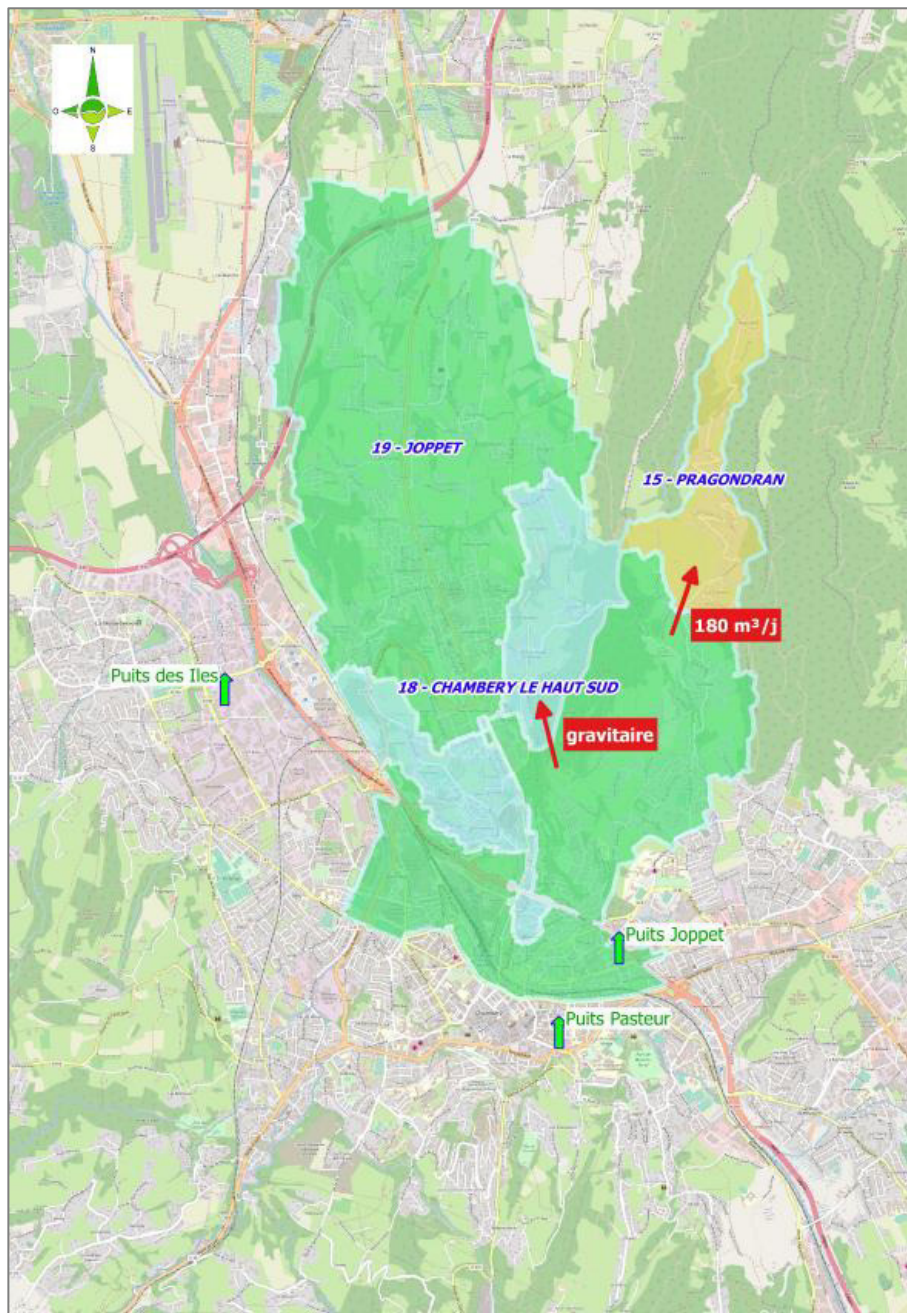 N
O
E
S
19 - JOPPET
15 - PRAGONDRAN
180 m³/j
Puits des Iles
18 - CHAMBERY LE HAUT SUD
gravitaire
Puits Joppet
Puits Pasteur
Chambéry